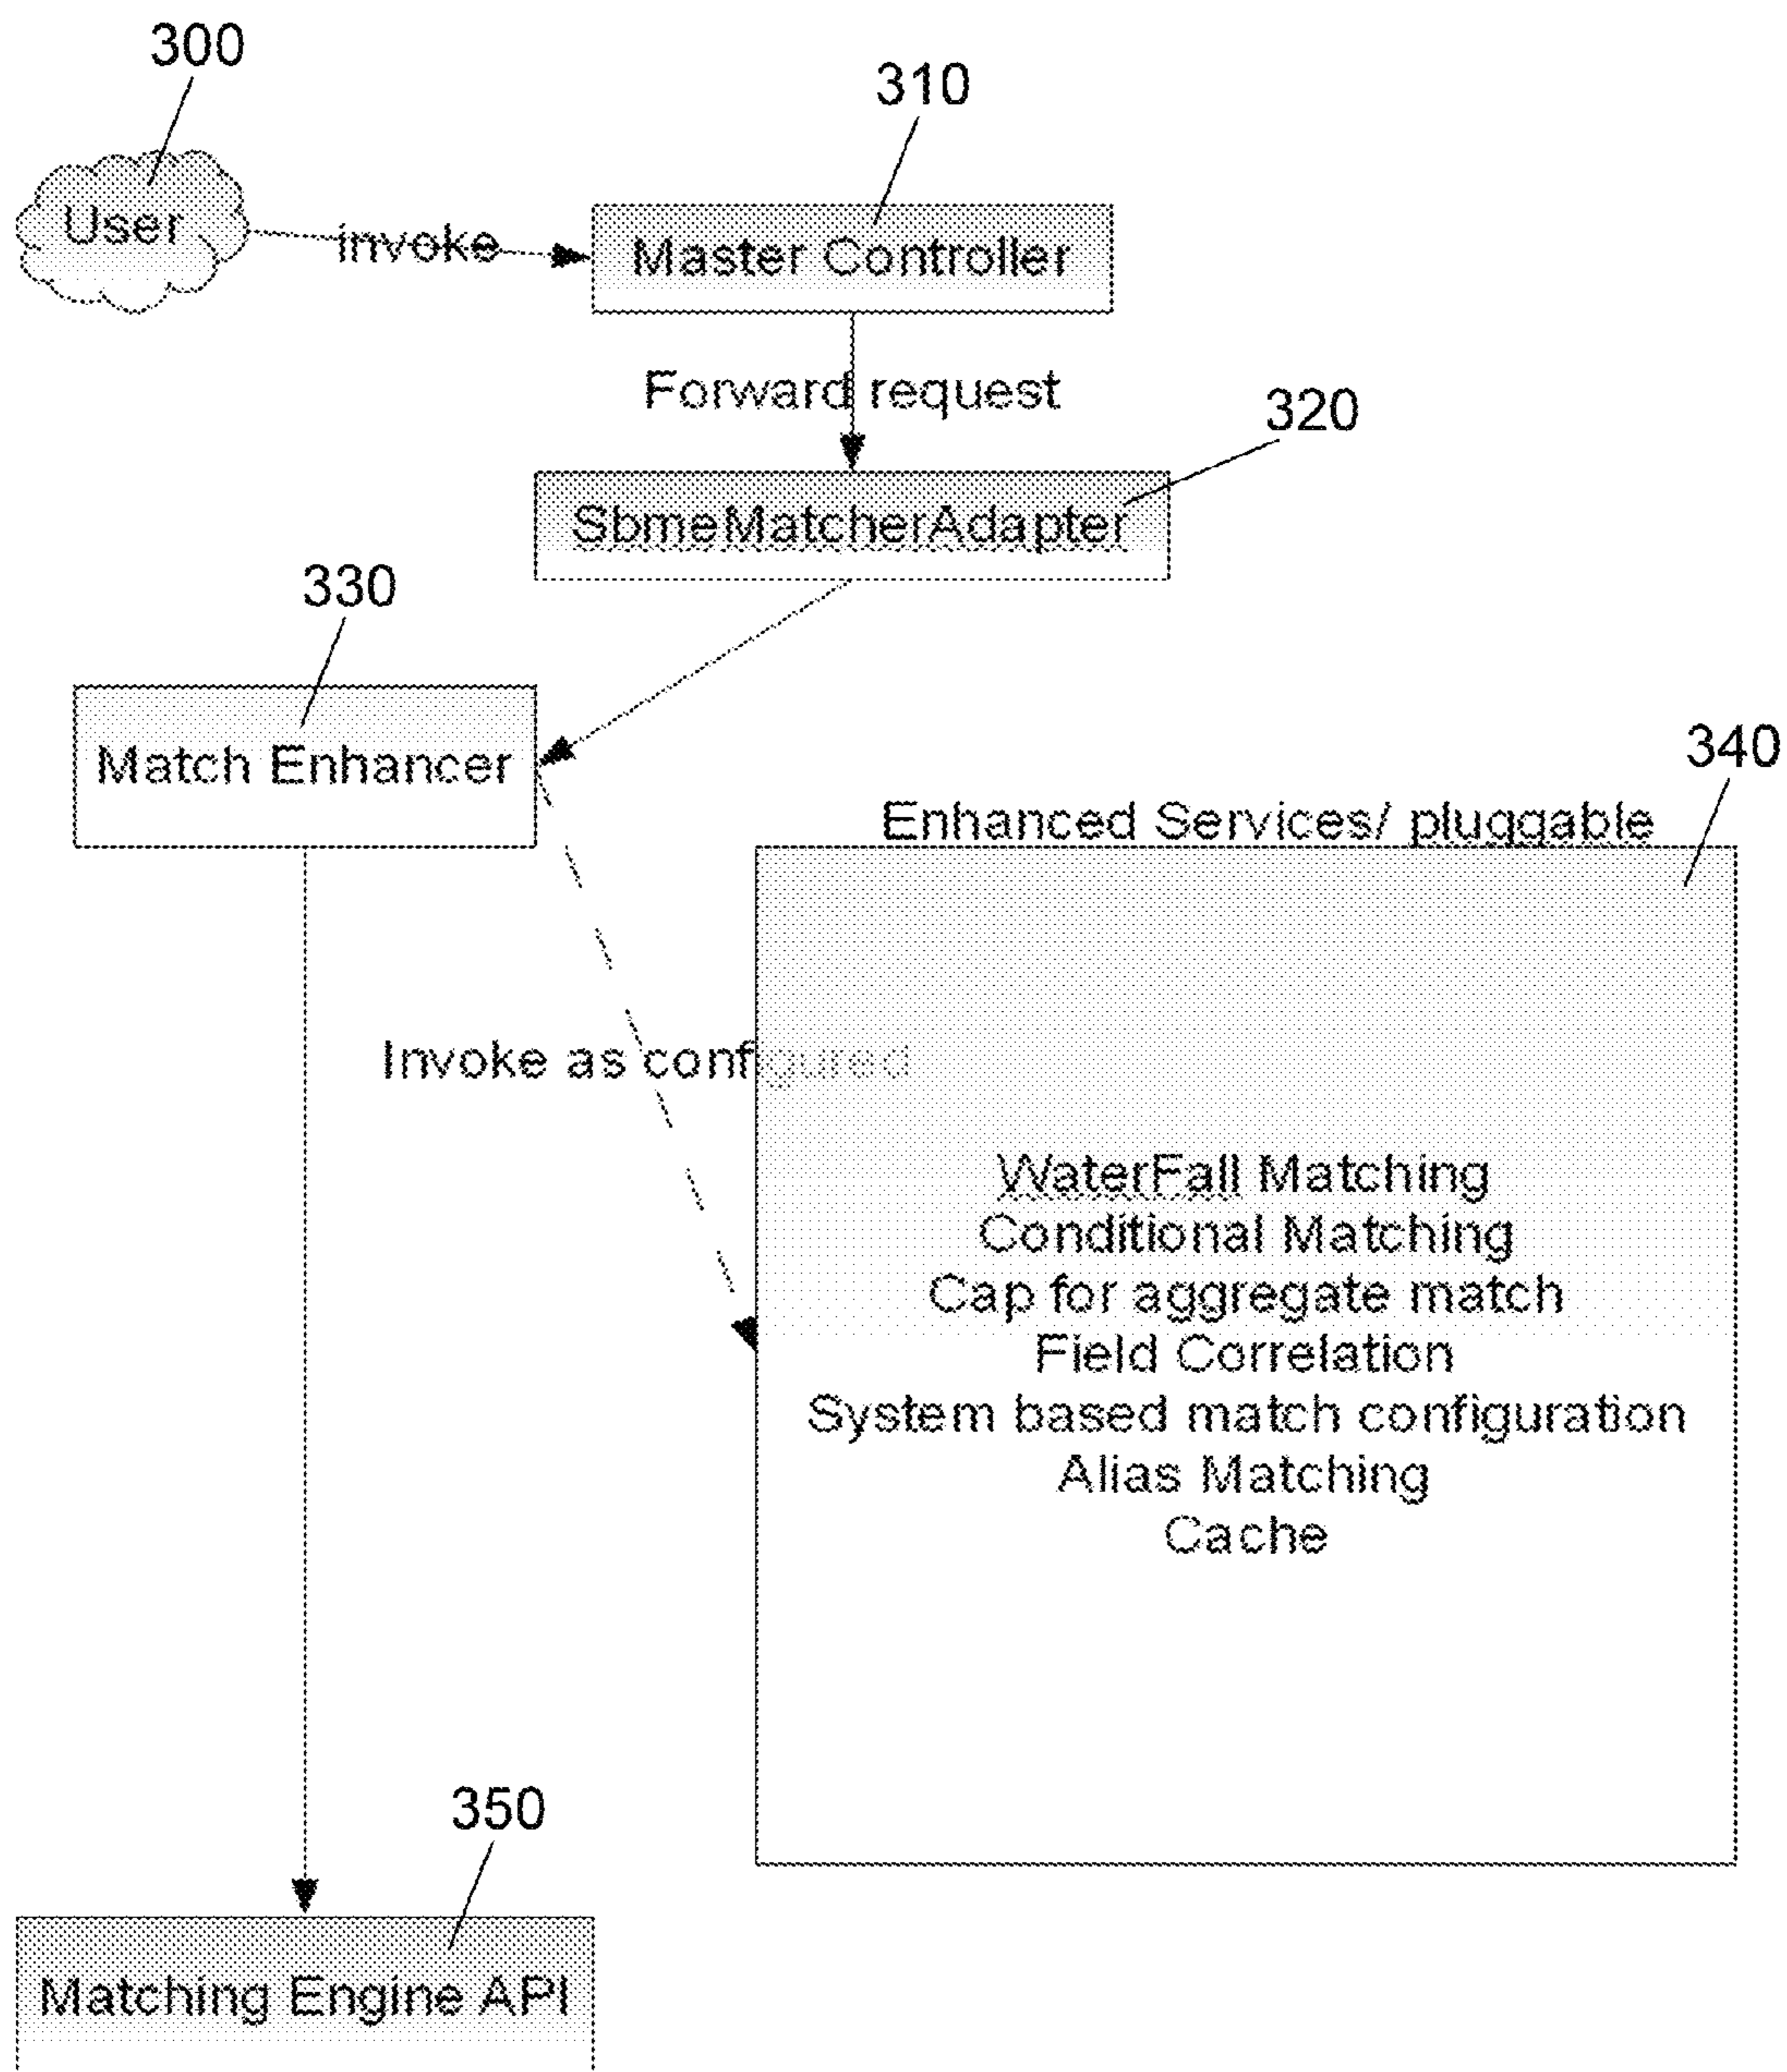 300
310
User
invoke
Master Controller
Forward request
320
SbmeMatcherAdapter
330
Match Enhancer
340
Enhanced Services/ pluggable
Invoke as configured
WaterFall Matching
Conditional Matching
Cap for aggregate match
Field Correlation
System based match configuration
Alias Matching
Cache
350
Matching Engine API